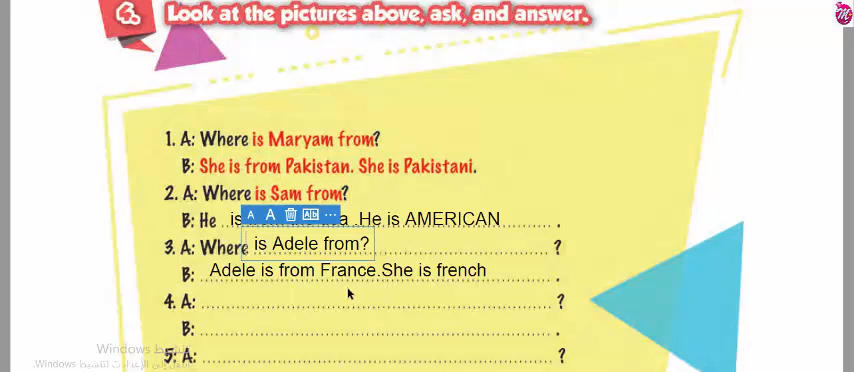 Look at the pictures above, ask, and answer.
1. A: Where is Maryam from?
B: She is from Pakistan. She is Pakistani.
2. A: Where is Sam from?
B: He is a .He is AMERICAN .
3. A: Where is Adele from? ?
B: Adele is from France.She is french .
4. A: ?
B: .
5: A: ?